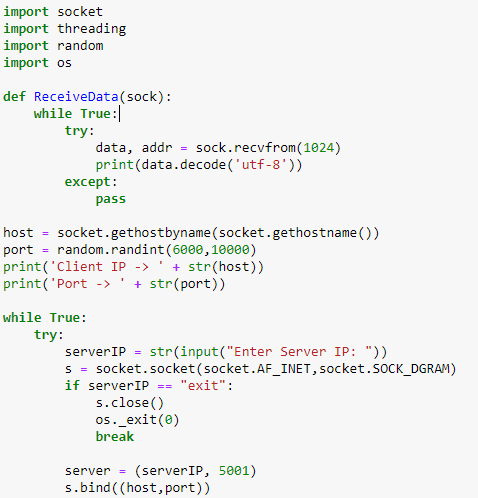 import socket
import threading
import random
import os

def ReceiveData(sock):
    while True:
        try:
            data, addr = sock.recvfrom(1024)
            print(data.decode('utf-8'))
        except:
            pass

host = socket.gethostbyname(socket.gethostname())
port = random.randint(6000,10000)
print('Client IP -> ' + str(host))
print('Port -> ' + str(port))

while True:
    try:
        serverIP = str(input("Enter Server IP: "))
        s = socket.socket(socket.AF_INET,socket.SOCK_DGRAM)
        if serverIP == "exit":
            s.close()
            os._exit(0)
            break

        server = (serverIP, 5001)
        s.bind((host,port))